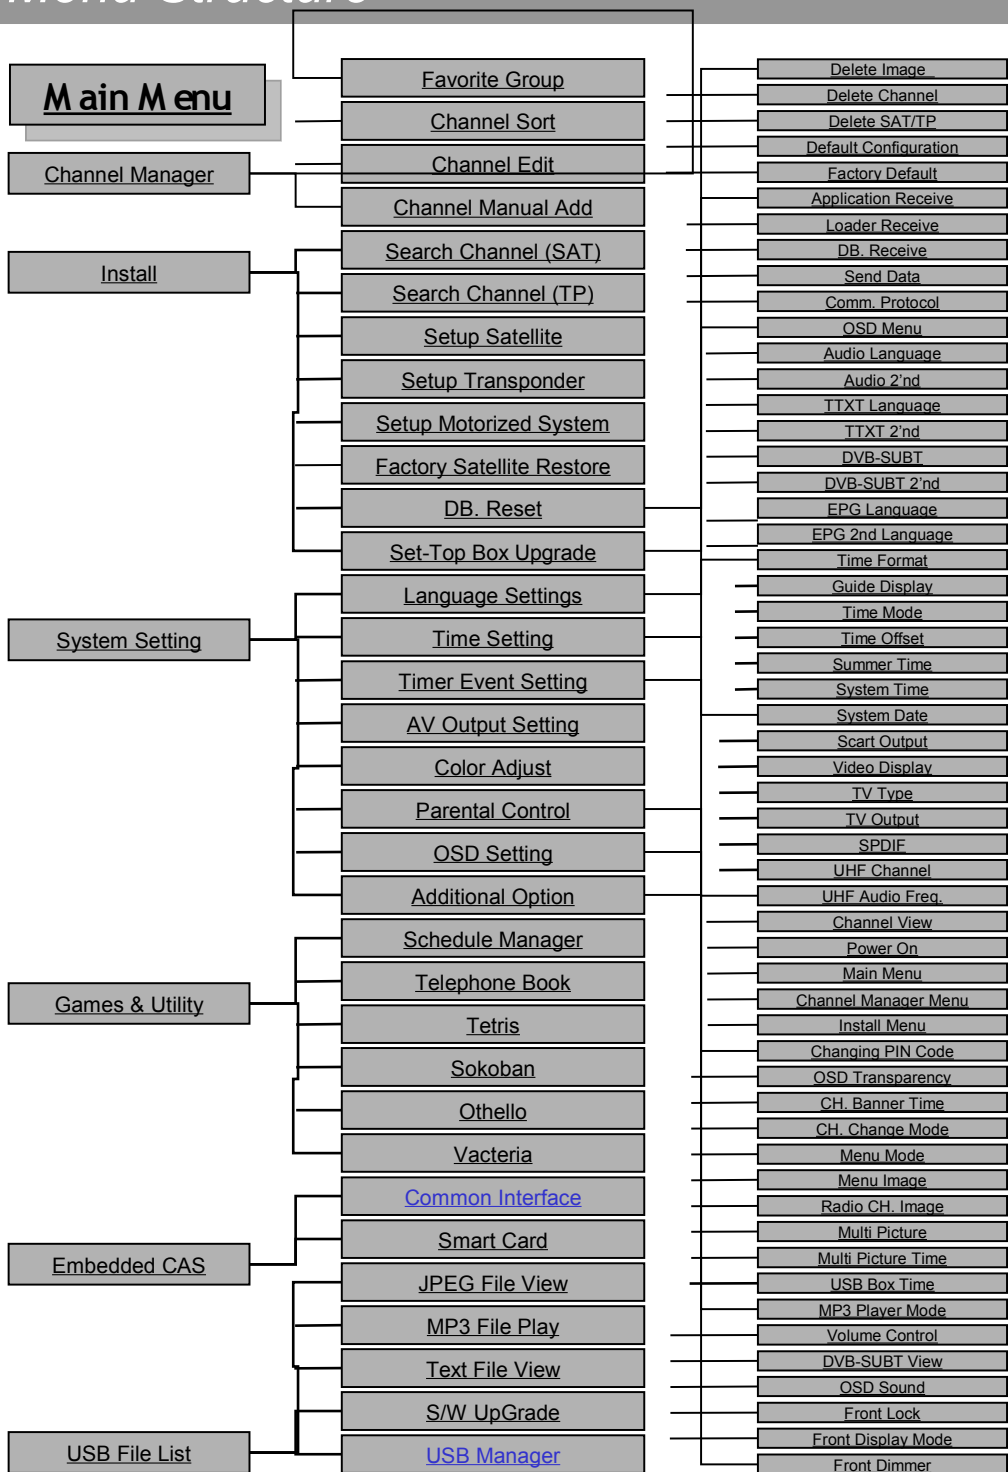 Menu Structure
Main Menu
Channel Manager
Install
System Setting
Games & Utility
Embedded CAS
USB File List
Favorite Group
Channel Sort
Channel Edit
Channel Manual Add
Search Channel (SAT)
Search Channel (TP)
Setup Satellite
Setup Transponder
Setup Motorized System
Factory Satellite Restore
DB. Reset
Set-Top Box Upgrade
Language Settings
Time Setting
Timer Event Setting
AV Output Setting
Color Adjust
Parental Control
OSD Setting
Additional Option
Schedule Manager
Telephone Book
Tetris
Sokoban
Othello
Vacteria
Common Interface
Smart Card
JPEG File View
MP3 File Play
Text File View
S/W UpGrade
USB Manager
Delete Image
Delete Channel
Delete SAT/TP
Default Configuration
Factory Default
Application Receive
Loader Receive
DB. Receive
Send Data
Comm. Protocol
OSD Menu
Audio Language
Audio 2'nd
TTXT Language
TTXT 2'nd
DVB-SUBT
DVB-SUBT 2'nd
EPG Language
EPG 2nd Language
Time Format
Guide Display
Time Mode
Time Offset
Summer Time
System Time
System Date
Scart Output
Video Display
TV Type
TV Output
SPDIF
UHF Channel
UHF Audio Freq.
Channel View
Power On
Main Menu
Channel Manager Menu
Install Menu
Changing PIN Code
OSD Transparency
CH. Banner Time
CH. Change Mode
Menu Mode
Menu Image
Radio CH. Image
Multi Picture
Multi Picture Time
USB Box Time
MP3 Player Mode
Volume Control
DVB-SUBT View
OSD Sound
Front Lock
Front Display Mode
Front Dimmer